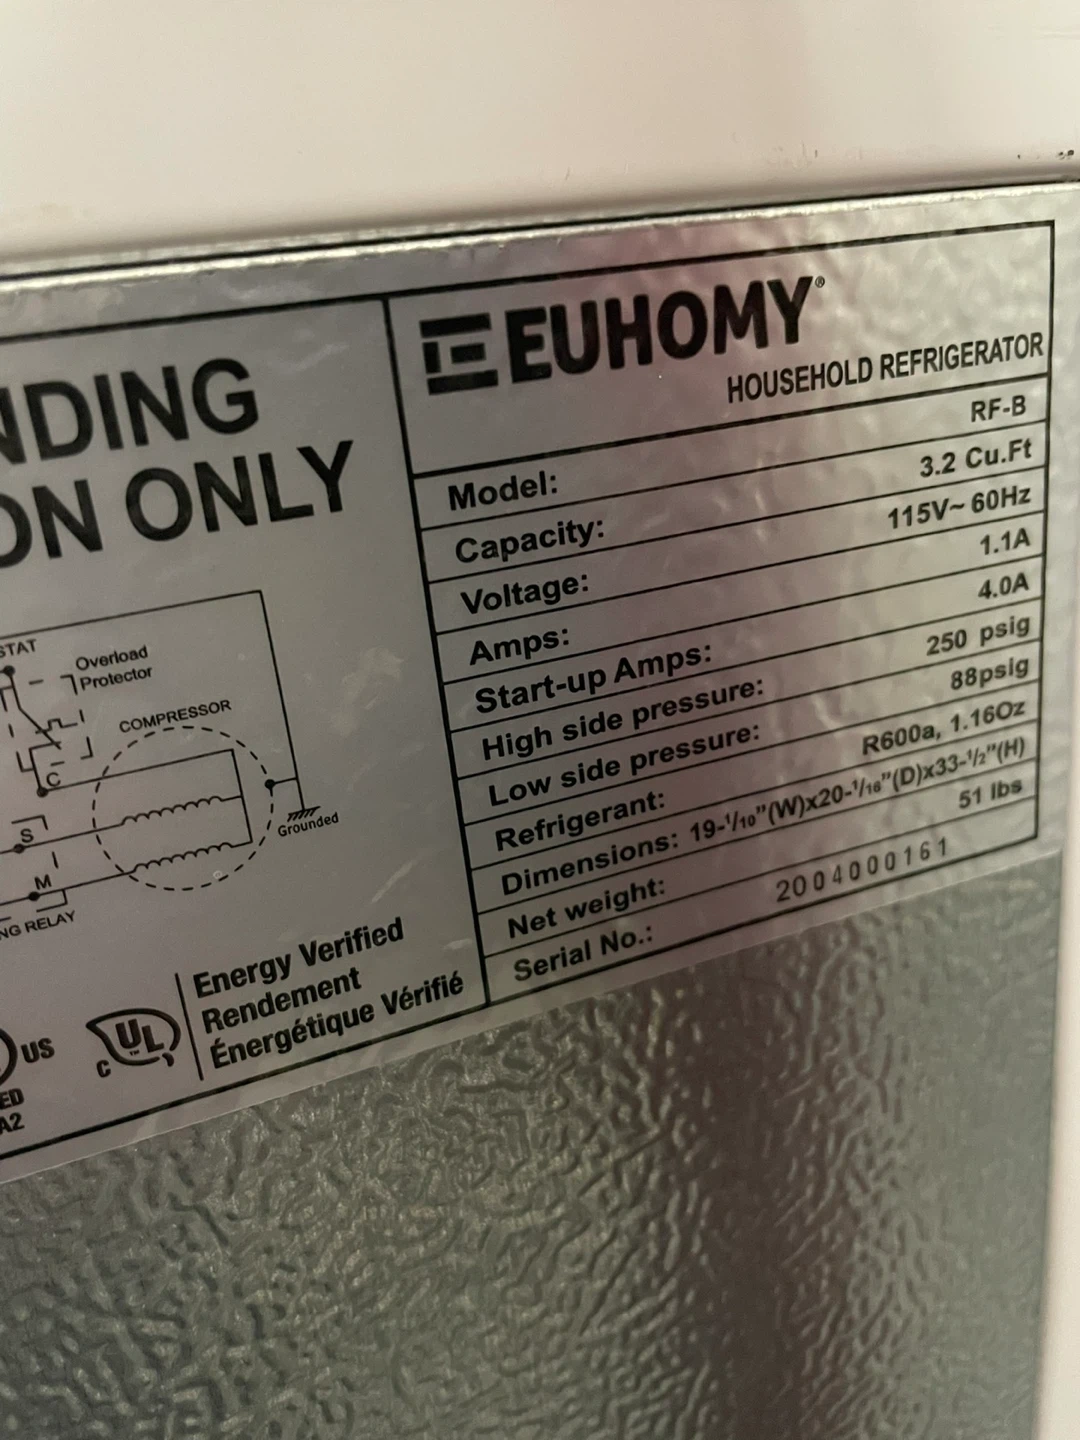 NDING
ON ONLY
STAT
Overload
Protector
COMPRESSOR
C
S
M
Grounded
NG RELAY
US
ED
A2
C UL ™
Energy Verified
Rendement
Énergétique Vérifié
EUHOMY®
HOUSEHOLD REFRIGERATOR
Model: RF-B
Capacity: 3.2 Cu.Ft
Voltage: 115V~ 60Hz
Amps: 1.1A
Start-up Amps: 4.0A
High side pressure: 250 psig
Low side pressure: 88psig
Refrigerant: R600a, 1.16Oz
Dimensions: 19-1/10"(W)x20-1/16"(D)x33-1/2"(H)
Net weight: 51 lbs
Serial No.: 2004000161